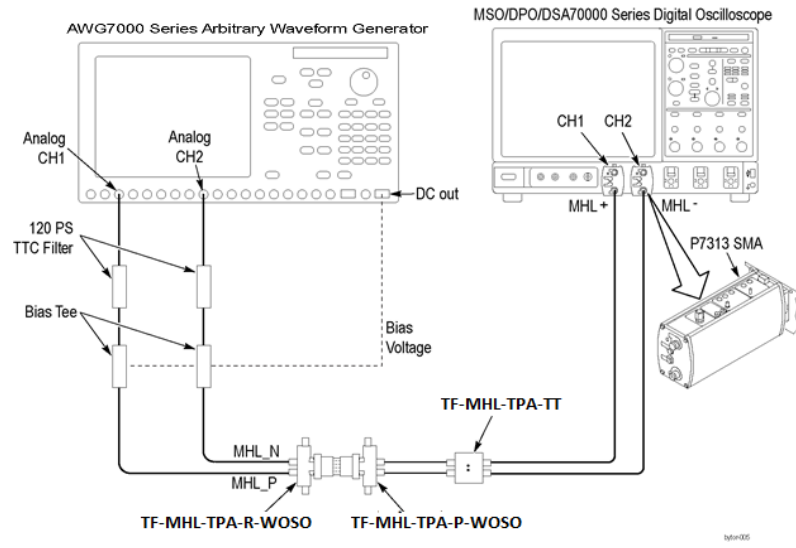 MSO/DPO/DSA70000 Series Digital Oscilloscope
AWG7000 Series Arbitrary Waveform Generator
Analog
CH1
Analog
CH2
CH1
CH2
DC out
MHL+
MHL-
120 PS
TTC Filter
P7313 SMA
Bias Tee
Bias
Voltage
TF-MHL-TPA-TT
MHL_N
MHL_P
TF-MHL-TPA-R-WOSO
TF-MHL-TPA-P-WOSO